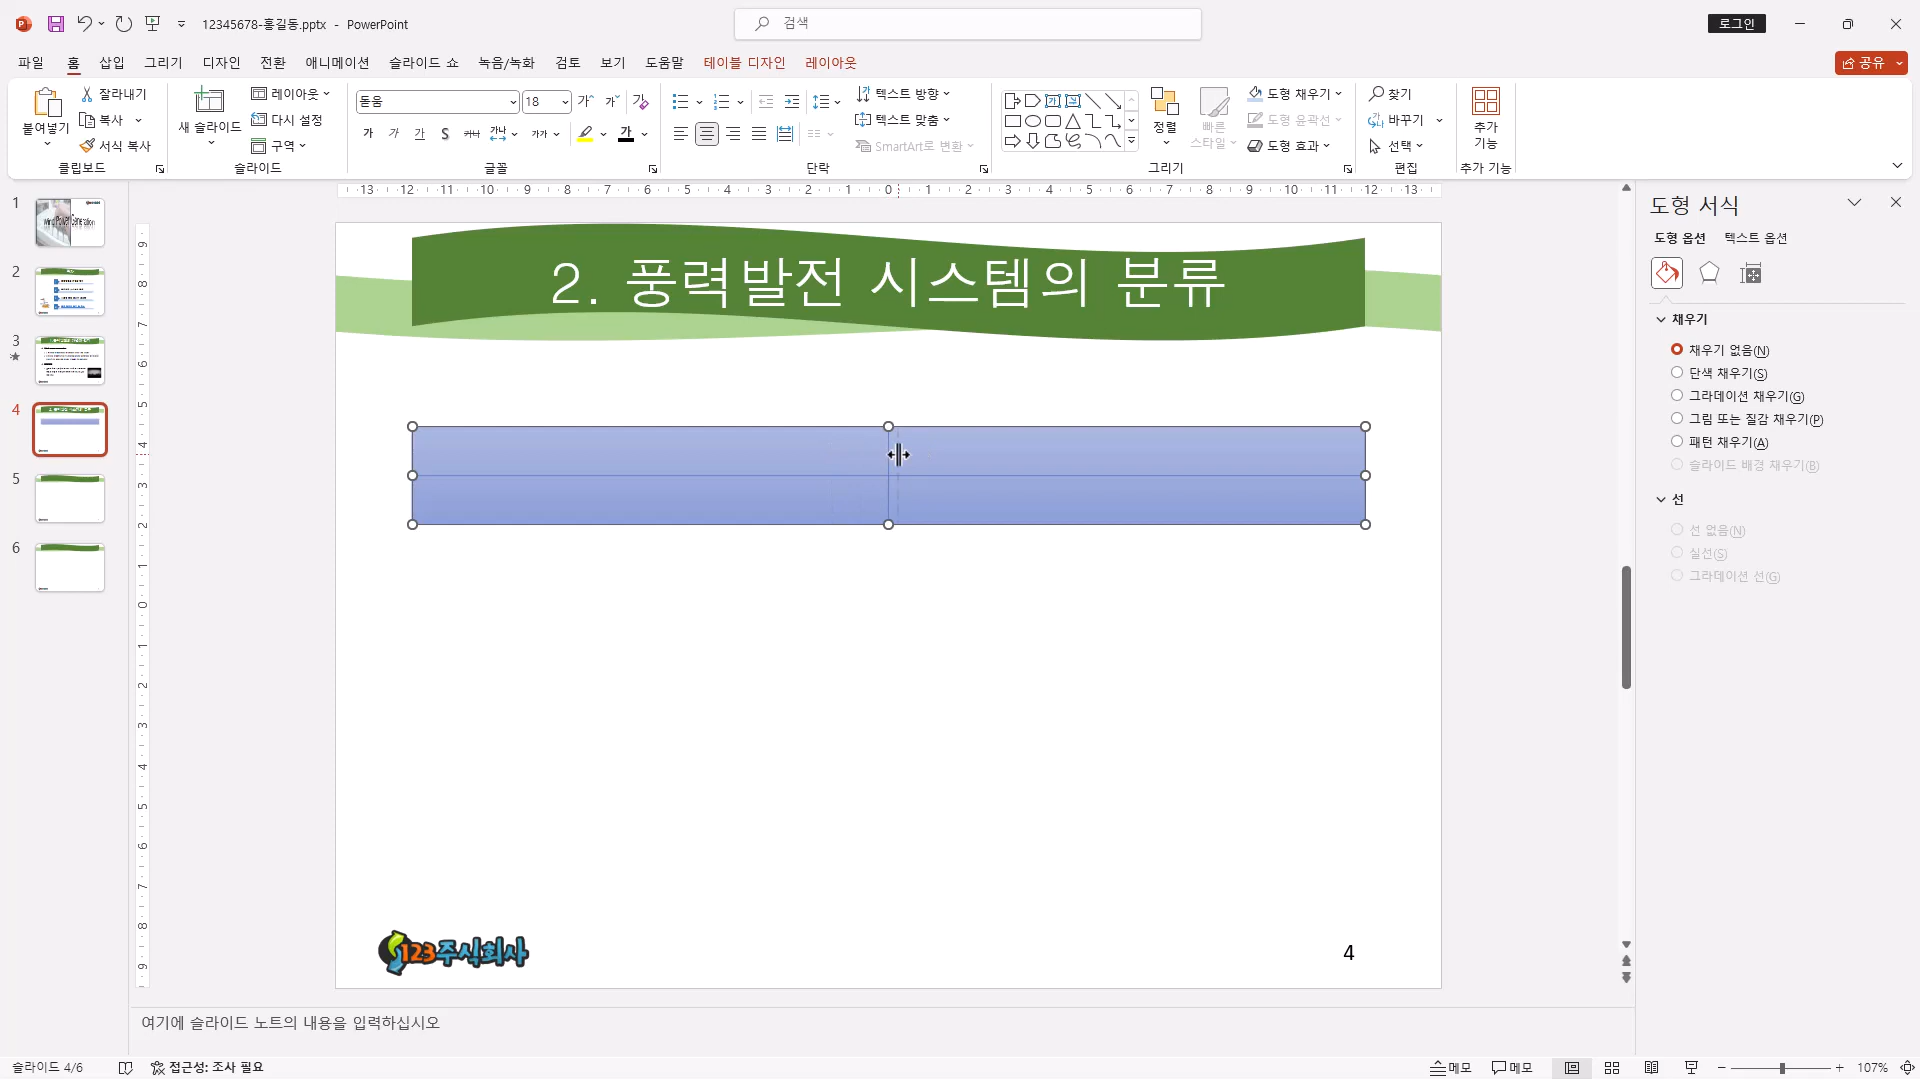 12345678-홍길동.pptx - PowerPoint
검색
로그인
파일 홈 삽입 그리기 디자인 전환 애니메이션 슬라이드 쇼 녹음/녹화 검토 보기 도움말 테이블 디자인 레이아웃
공유
붙여넣기
잘라내기
복사
서식 복사
클립보드
새 슬라이드
레이아웃
다시 설정
구역
슬라이드
돋움 18
글꼴
텍스트 방향
텍스트 맞춤
SmartArt로 변환
단락
정렬
빠른 스타일
도형 채우기
도형 윤곽선
도형 효과
그리기
찾기
바꾸기
선택
편집
추가 기능
추가 기능
1
2
3
4
5
6
2. 풍력발전 시스템의 분류
123주식회사
4
도형 서식
도형 옵션 텍스트 옵션
채우기
채우기 없음(N)
단색 채우기(S)
그라데이션 채우기(G)
그림 또는 질감 채우기(P)
패턴 채우기(A)
슬라이드 배경 채우기(B)
선
선 없음(N)
실선(S)
그라데이션 선(G)
여기에 슬라이드 노트의 내용을 입력하십시오
슬라이드 4/6 접근성: 조사 필요
메모 메모 107%